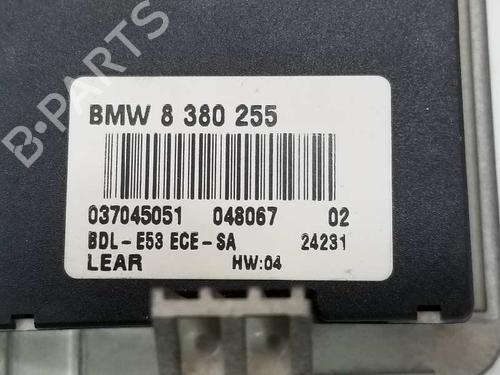 B-PARTS
BMW 8 380 255
037045051 048067 02
BDL-E53 ECE-SA 24231
LEAR HW:04